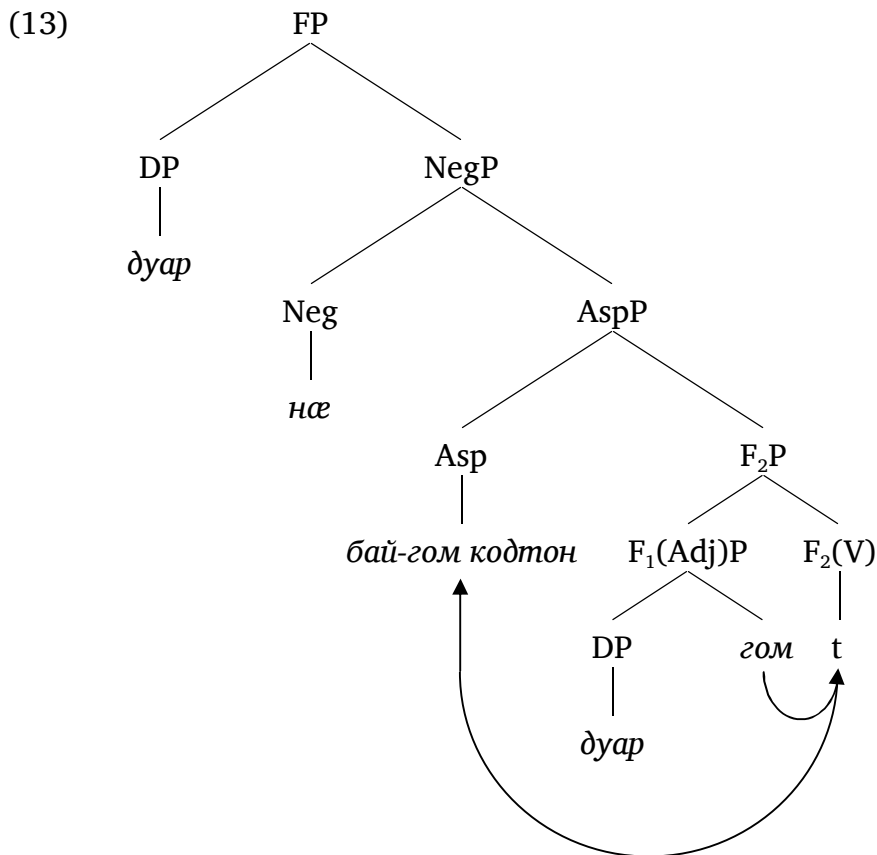 (13) FP
DP NegP
дуар
Neg AspP
нæ
Asp F₂P
бай-гом кодтон F₁(Adj)P F₂(V)
DP гом t
дуар